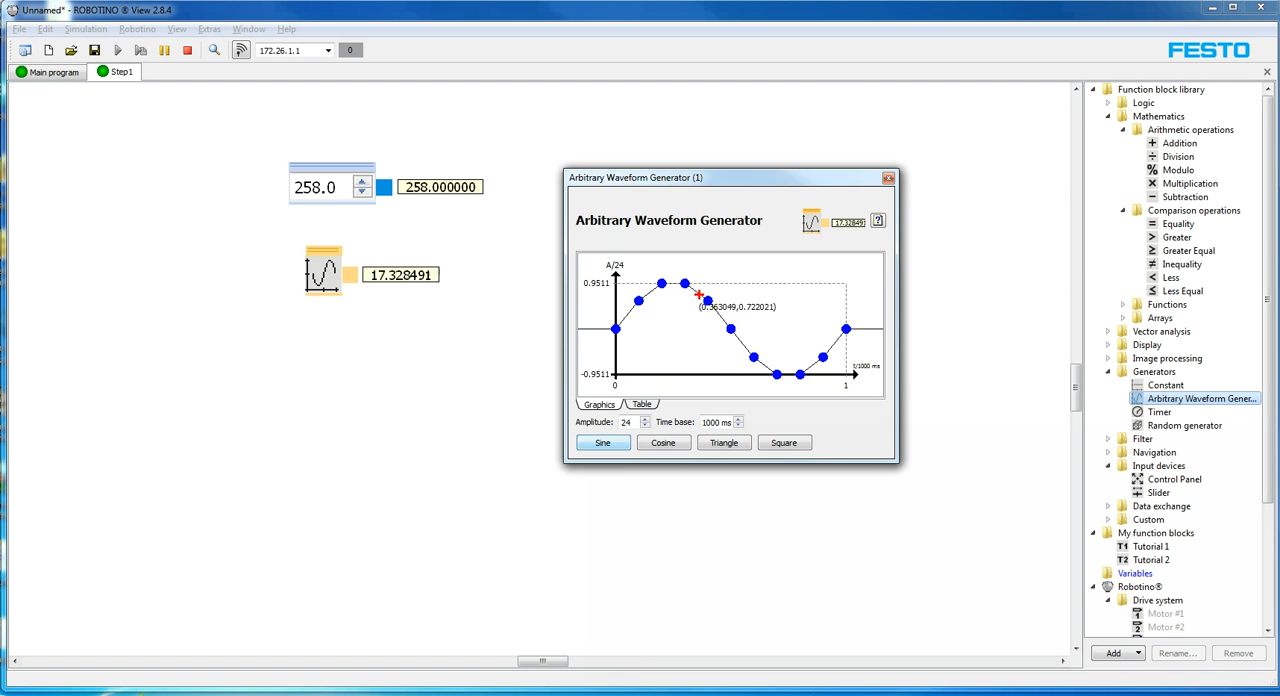 Unnamed* - ROBOTINO ® View 2.8.4
File Edit Simulation Robotino View Extras Window Help
172.26.1.1 0
FESTO
Main program Step1
258.0 258.000000
17.328491
Arbitrary Waveform Generator (1)
Arbitrary Waveform Generator
17.32849
A/24
0.9511
-0.9511
t/1000 ms
0 1
Graphics Table
Amplitude: 24 Time base: 1000 ms
Sine Cosine Triangle Square
Function block library
Logic
Mathematics
Arithmetic operations
Addition
Division
Modulo
Multiplication
Subtraction
Comparison operations
Equality
Greater
Greater Equal
Inequality
Less
Less Equal
Functions
Arrays
Vector analysis
Display
Image processing
Generators
Constant
Arbitrary Waveform Gener...
Timer
Random generator
Filter
Navigation
Input devices
Control Panel
Slider
Data exchange
Custom
My function blocks
T1 Tutorial 1
T2 Tutorial 2
Variables
Robotino®
Drive system
1 Motor #1
2 Motor #2
Add Rename... Remove